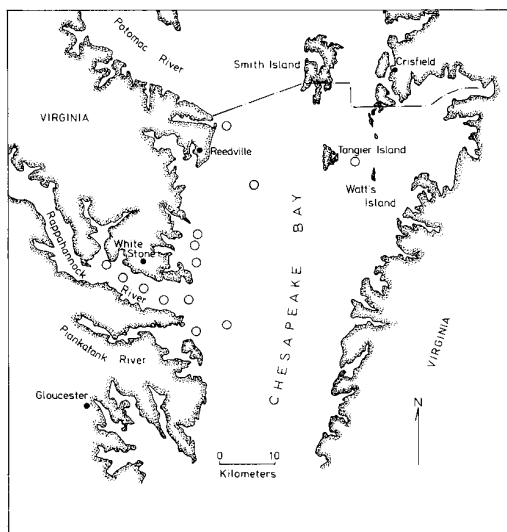 Potomac River
Smith Island
Crisfield
VIRGINIA
Reedville
Tangier Island
Watt's
Island
Rappahannock
River
White
Stone
CHESAPEAKE BAY
Piankatank River
VIRGINIA
Gloucester
N
0 10
Kilometers